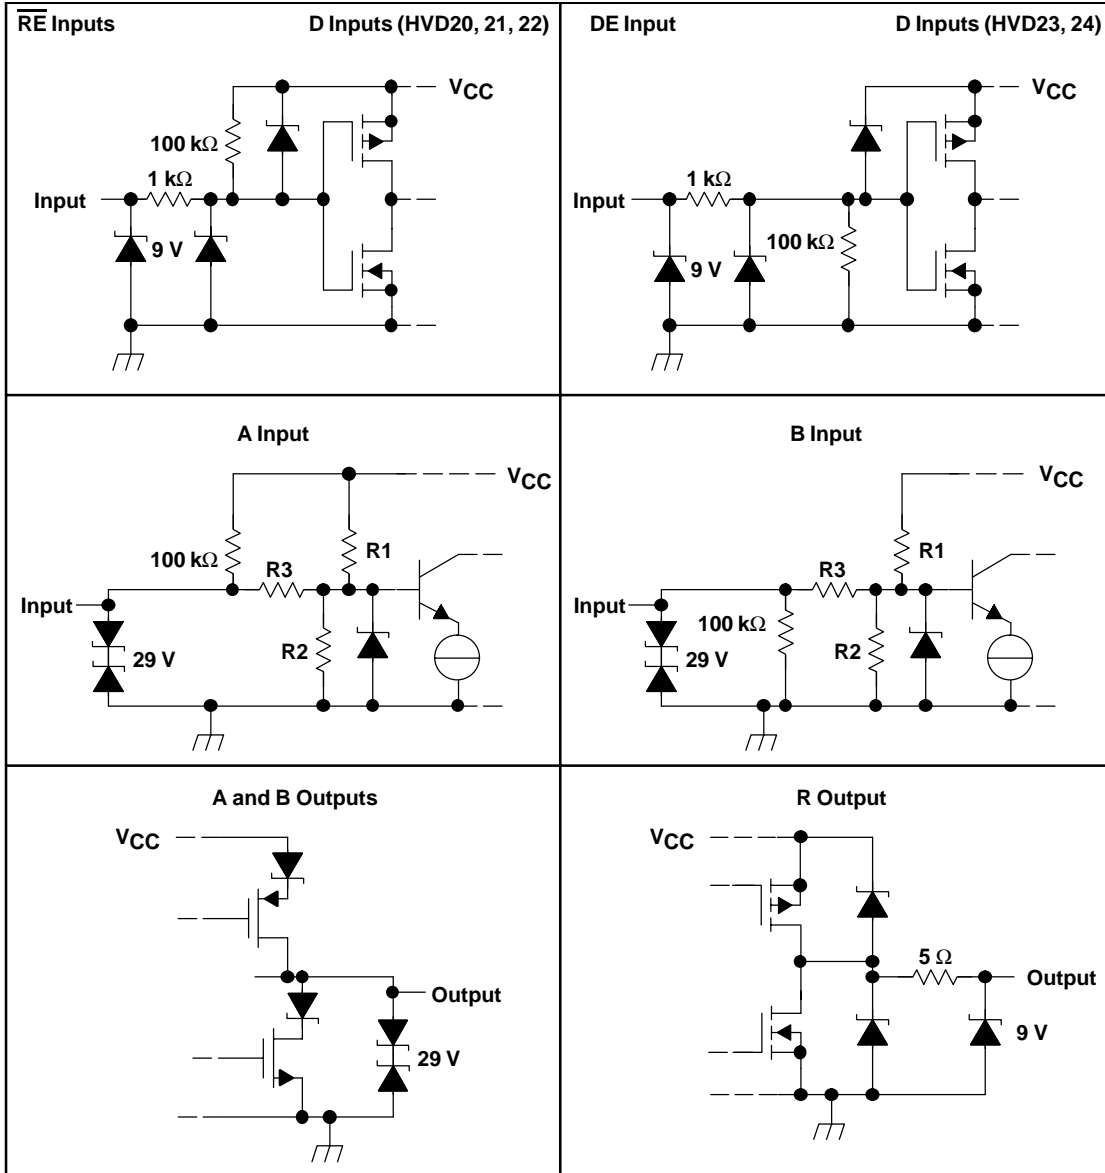 RE Inputs
D Inputs (HVD20, 21, 22)
VCC
100 kΩ
1 kΩ
Input
9 V
DE Input
D Inputs (HVD23, 24)
VCC
1 kΩ
Input
100 kΩ
9 V
A Input
VCC
100 kΩ
R1
R3
Input
R2
29 V
B Input
VCC
R1
R3
Input
100 kΩ
R2
29 V
A and B Outputs
VCC
Output
29 V
R Output
VCC
5 Ω
Output
9 V